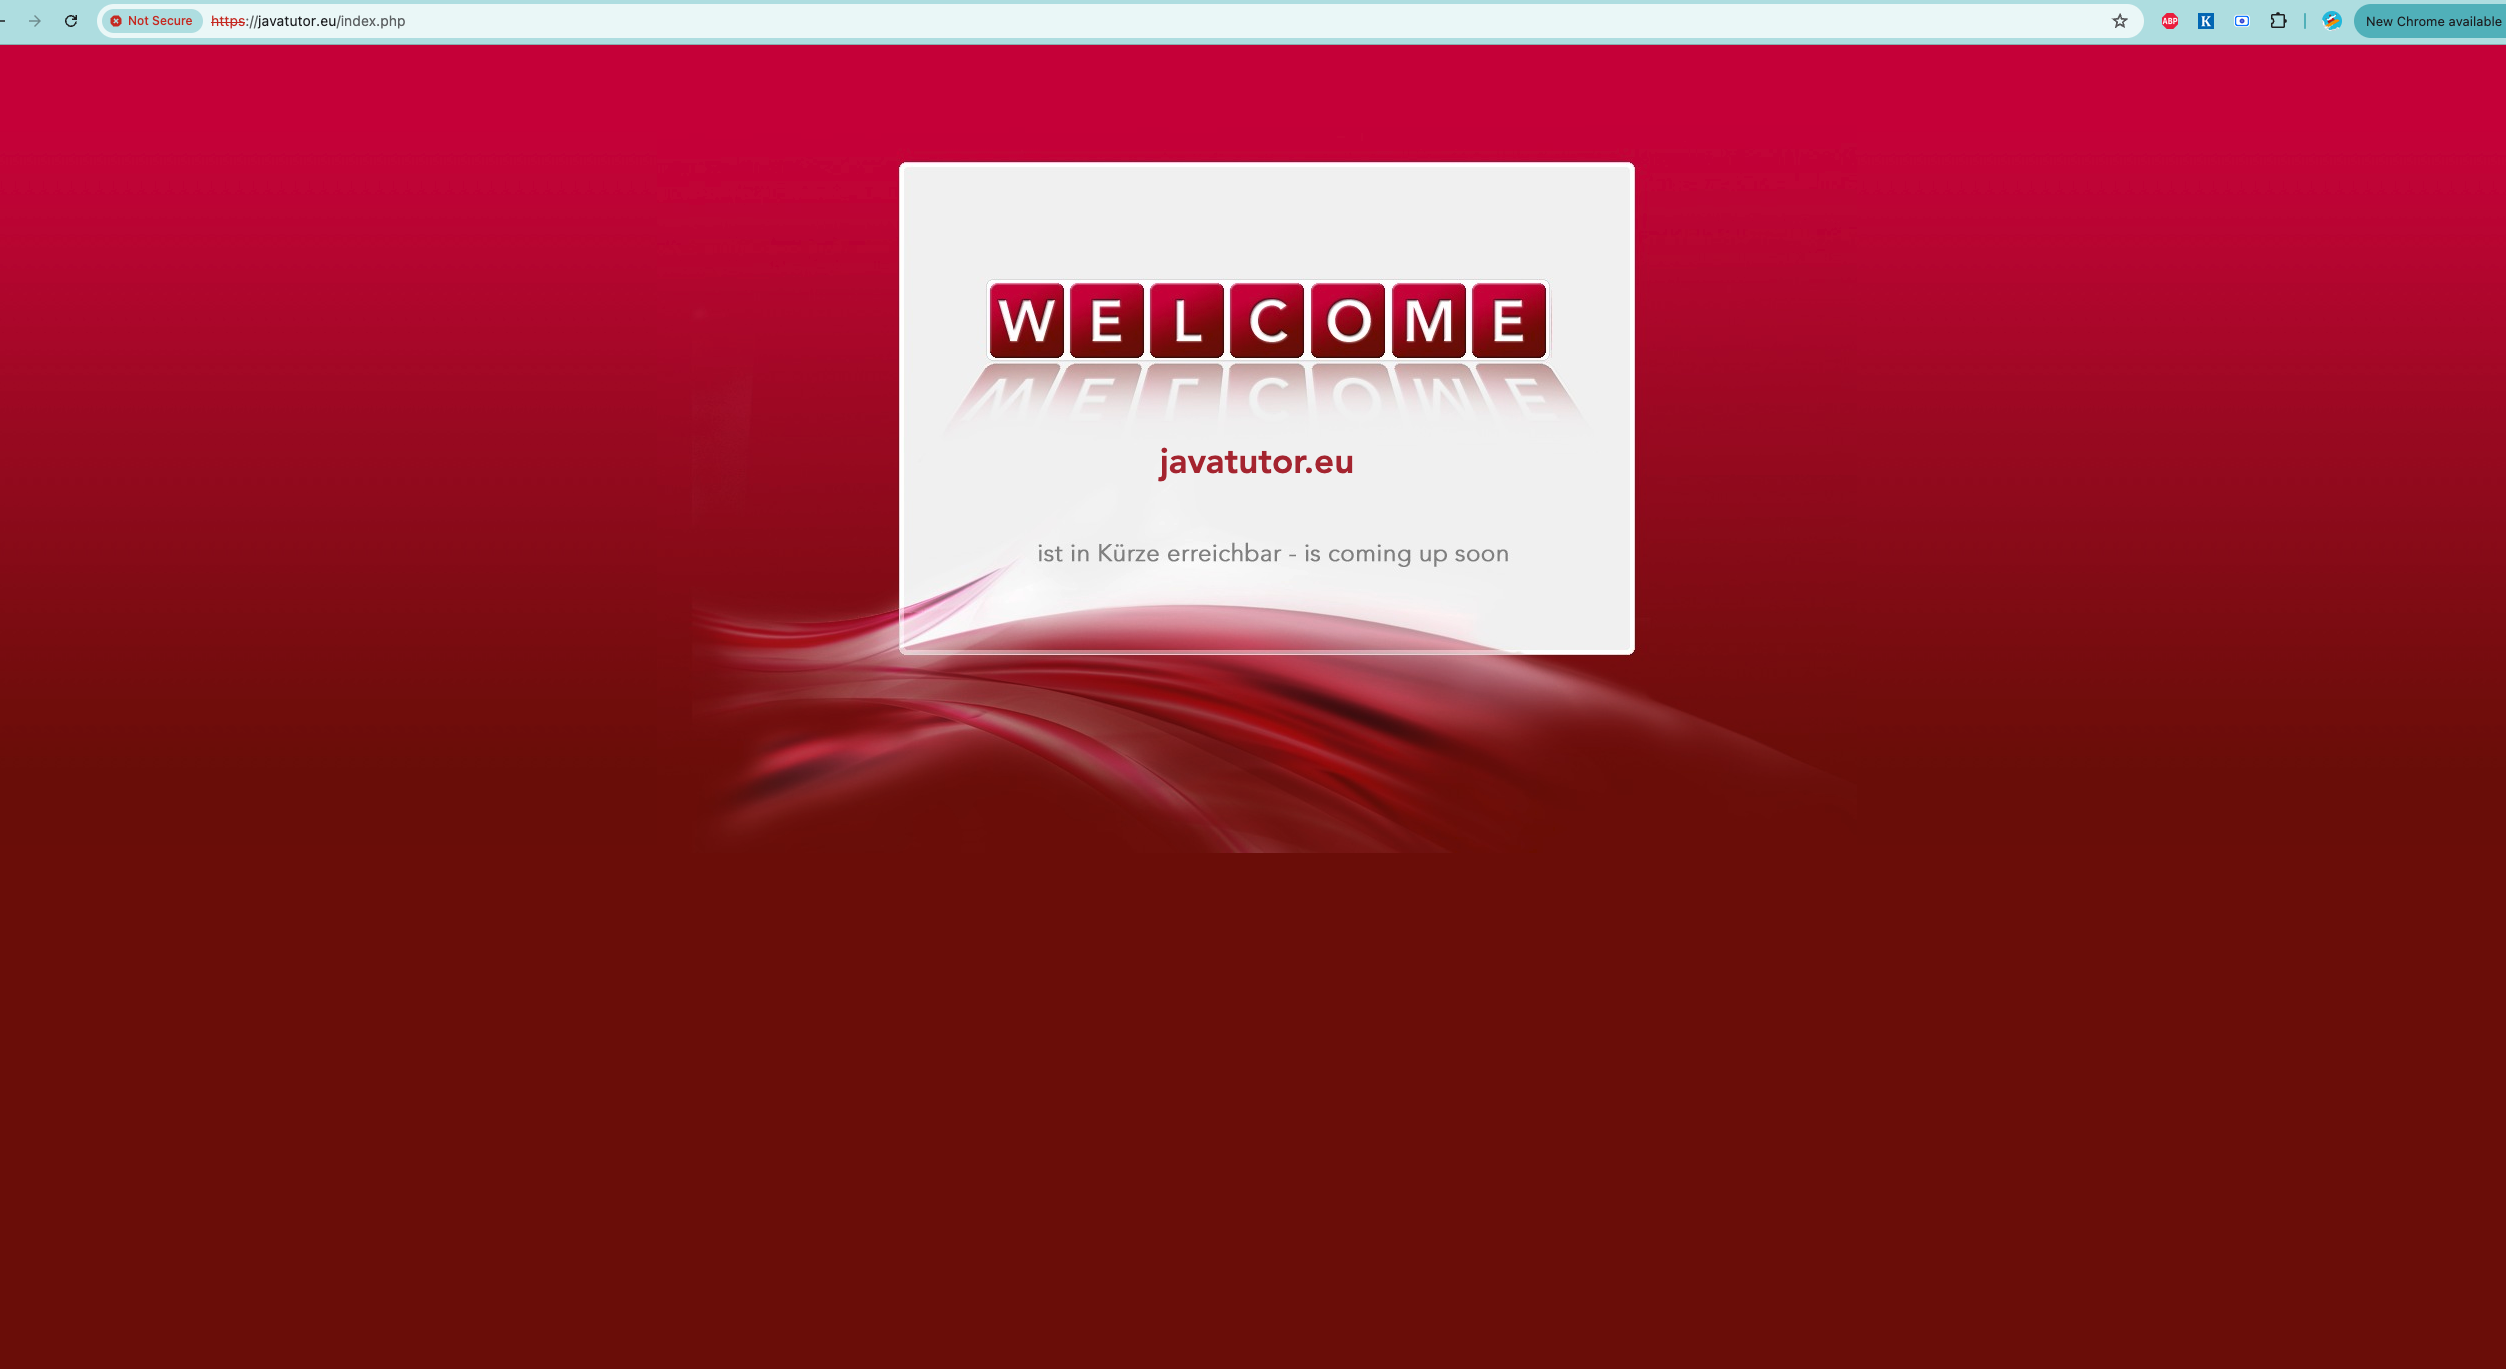 Not Secure https://javatutor.eu/index.php ABP K New Chrome available
WELCOME
javatutor.eu
ist in Kürze erreichbar - is coming up soon